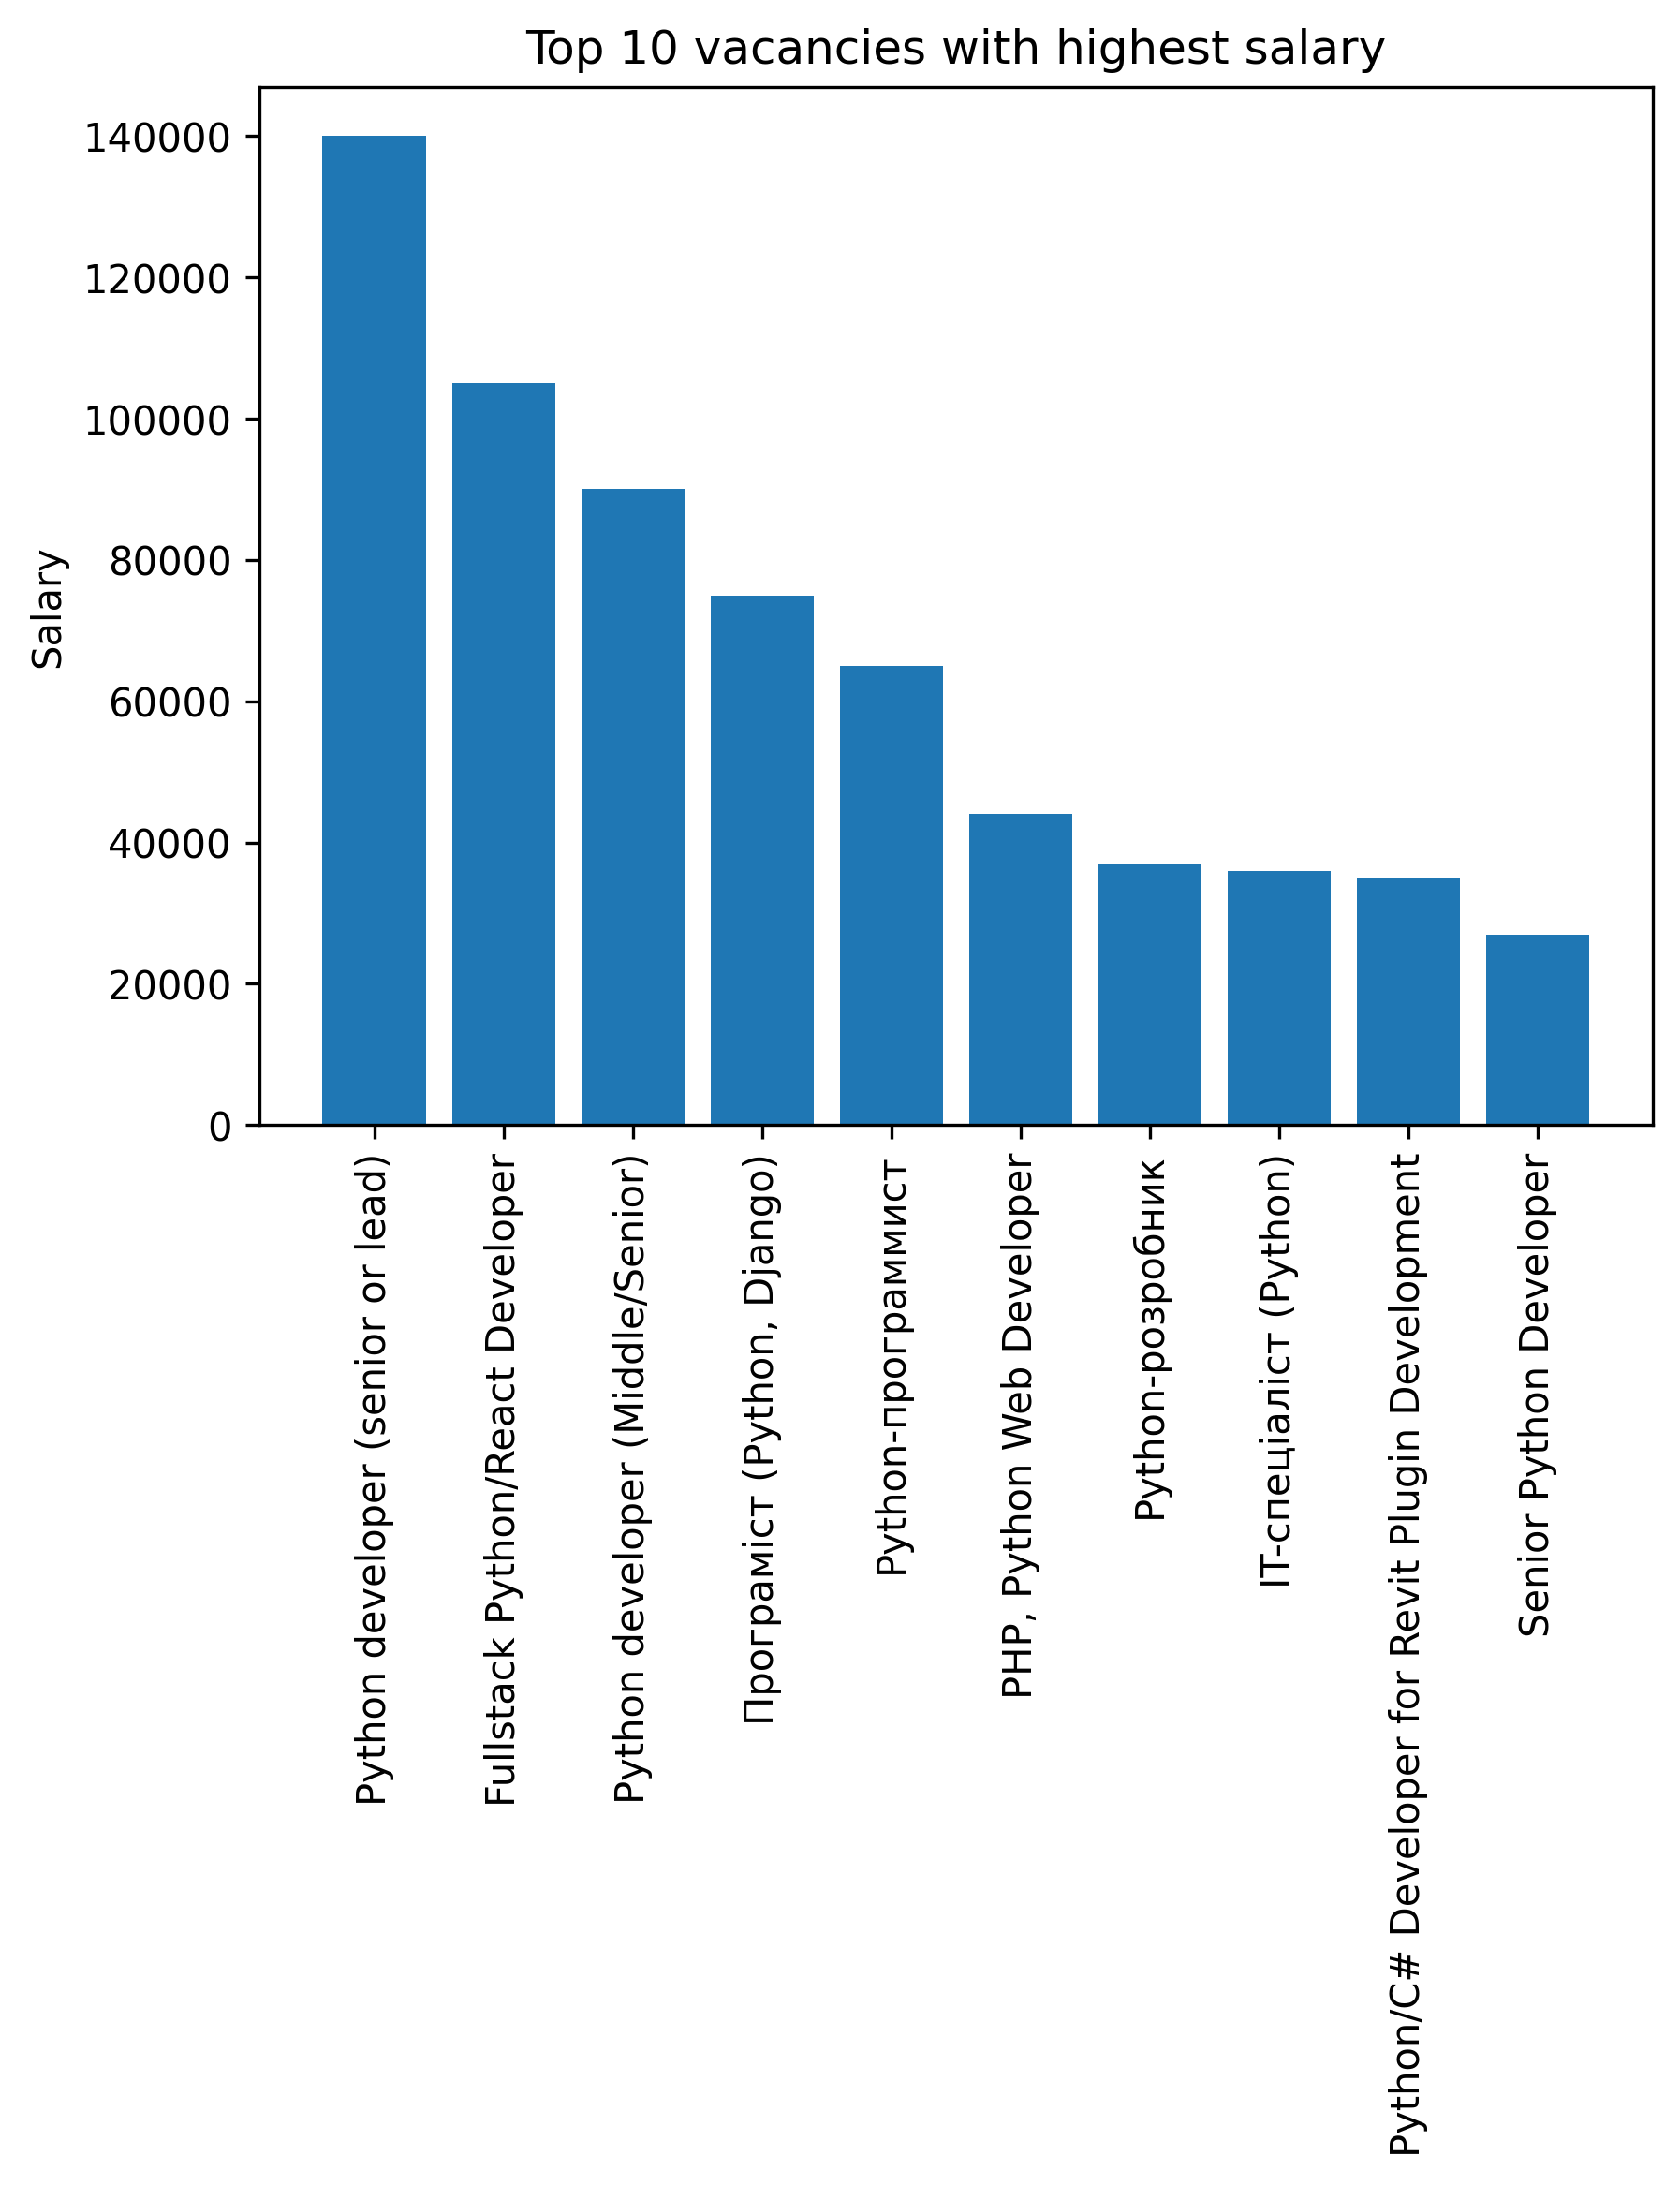 Top 10 vacancies with highest salary
Salary
140000
120000
100000
80000
60000
40000
20000
0
Python developer (senior or lead)
Fullstack Python/React Developer
Python developer (Middle/Senior)
Програміст (Python, Django)
Python-программист
PHP, Python Web Developer
Python-розробник
ІТ-спеціаліст (Python)
Python/C# Developer for Revit Plugin Development
Senior Python Developer